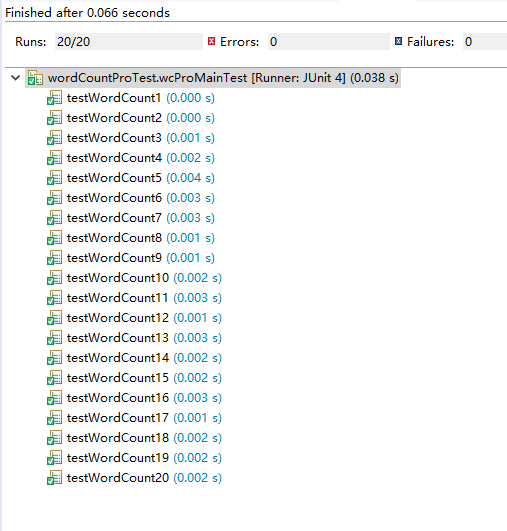 Finished after 0.066 seconds
Runs: 20/20 Errors: 0 Failures: 0
wordCountProTest.wcProMainTest [Runner: JUnit 4] (0.038 s)
testWordCount1 (0.000 s)
testWordCount2 (0.000 s)
testWordCount3 (0.001 s)
testWordCount4 (0.002 s)
testWordCount5 (0.004 s)
testWordCount6 (0.003 s)
testWordCount7 (0.003 s)
testWordCount8 (0.001 s)
testWordCount9 (0.001 s)
testWordCount10 (0.002 s)
testWordCount11 (0.003 s)
testWordCount12 (0.001 s)
testWordCount13 (0.003 s)
testWordCount14 (0.002 s)
testWordCount15 (0.002 s)
testWordCount16 (0.003 s)
testWordCount17 (0.001 s)
testWordCount18 (0.002 s)
testWordCount19 (0.002 s)
testWordCount20 (0.002 s)